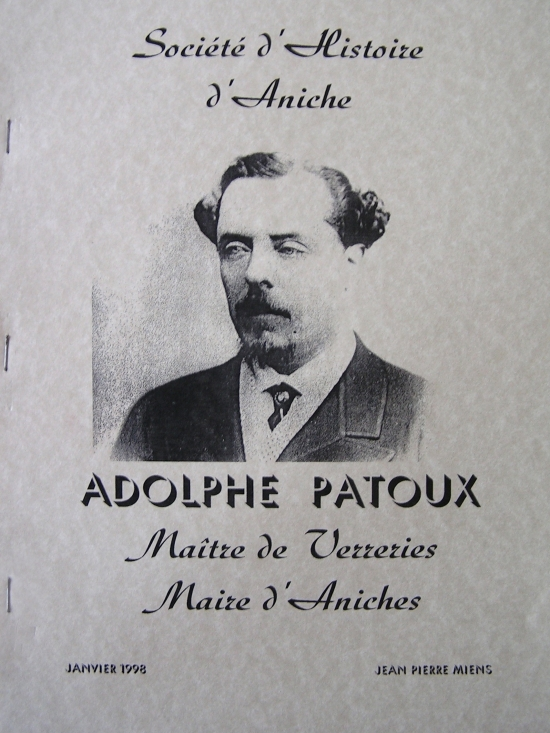 Société d'Histoire
d'Aniche
ADOLPHE PATOUX
Maître de Verreries
Maire d'Aniches
JANVIER 1998
JEAN PIERRE MIENS